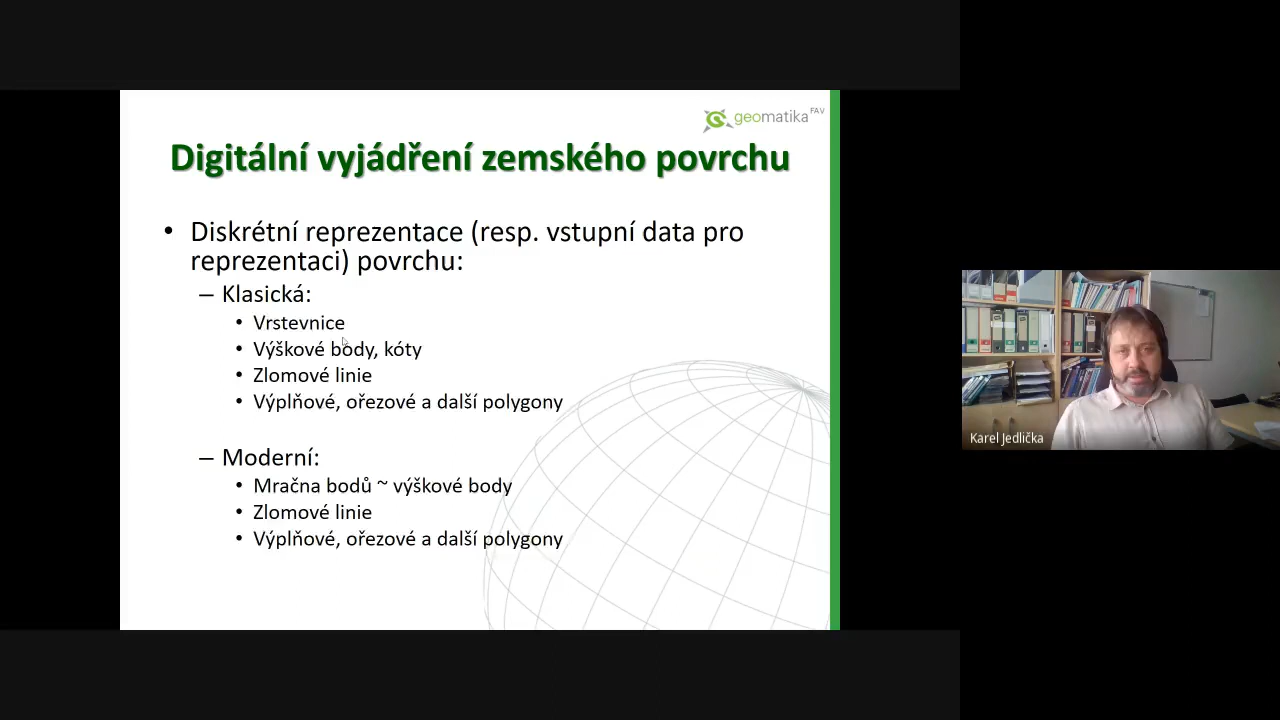 geomatika FAV
Digitální vyjádření zemského povrchu
• Diskrétní reprezentace (resp. vstupní data pro
reprezentaci) povrchu:
– Klasická:
• Vrstevnice
• Výškové body, kóty
• Zlomové linie
• Výplňové, ořezové a další polygony
– Moderní:
• Mračna bodů ~ výškové body
• Zlomové linie
• Výplňové, ořezové a další polygony
Karel Jedlička